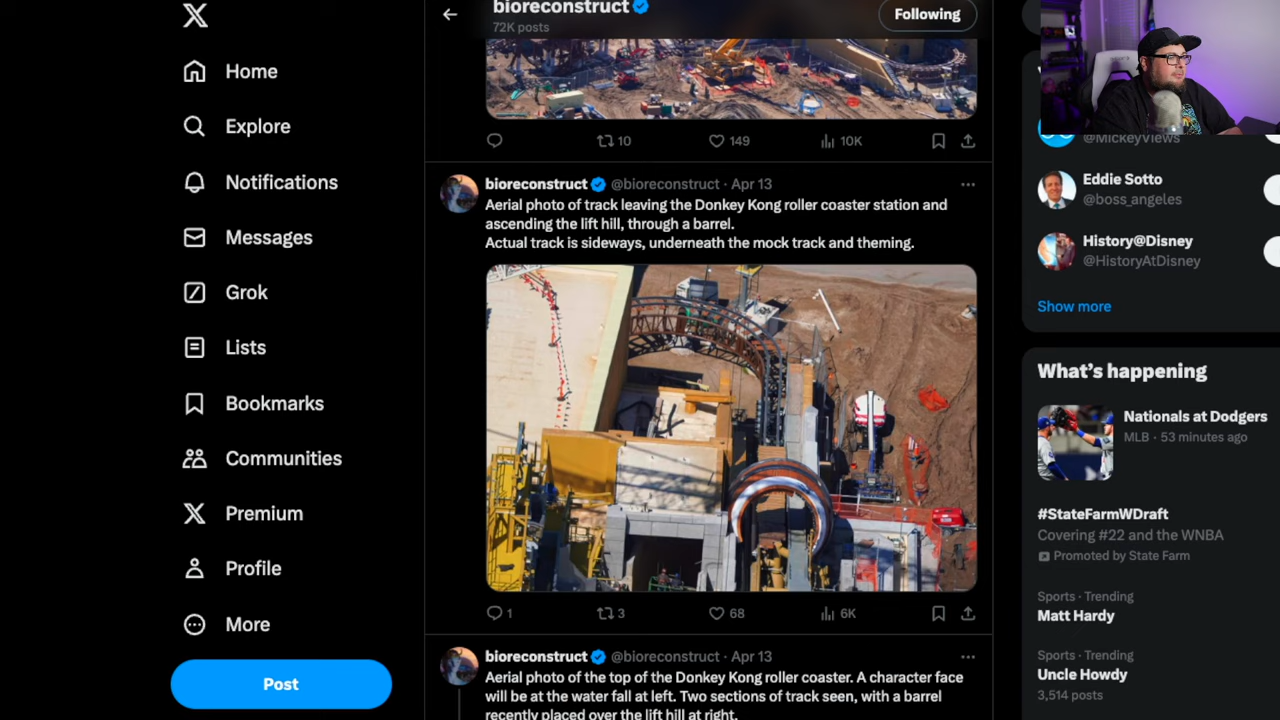 bioreconstruct
72K posts
Following
10
149
10K
Home
Explore
Notifications
Messages
Grok
Lists
Bookmarks
Communities
Premium
Profile
More
Post
bioreconstruct @bioreconstruct · Apr 13
Aerial photo of track leaving the Donkey Kong roller coaster station and
ascending the lift hill, through a barrel.
Actual track is sideways, underneath the mock track and theming.
1
3
68
6K
bioreconstruct @bioreconstruct · Apr 13
Aerial photo of the top of the Donkey Kong roller coaster. A character face
will be at the water fall at left. Two sections of track seen, with a barrel
recently placed over the lift hill at right.
@MickeyViews
Eddie Sotto
@boss_angeles
History@Disney
@HistoryAtDisney
Show more
What's happening
Nationals at Dodgers
MLB · 53 minutes ago
#StateFarmWDraft
Covering #22 and the WNBA
Promoted by State Farm
Sports · Trending
Matt Hardy
Sports · Trending
Uncle Howdy
3,514 posts